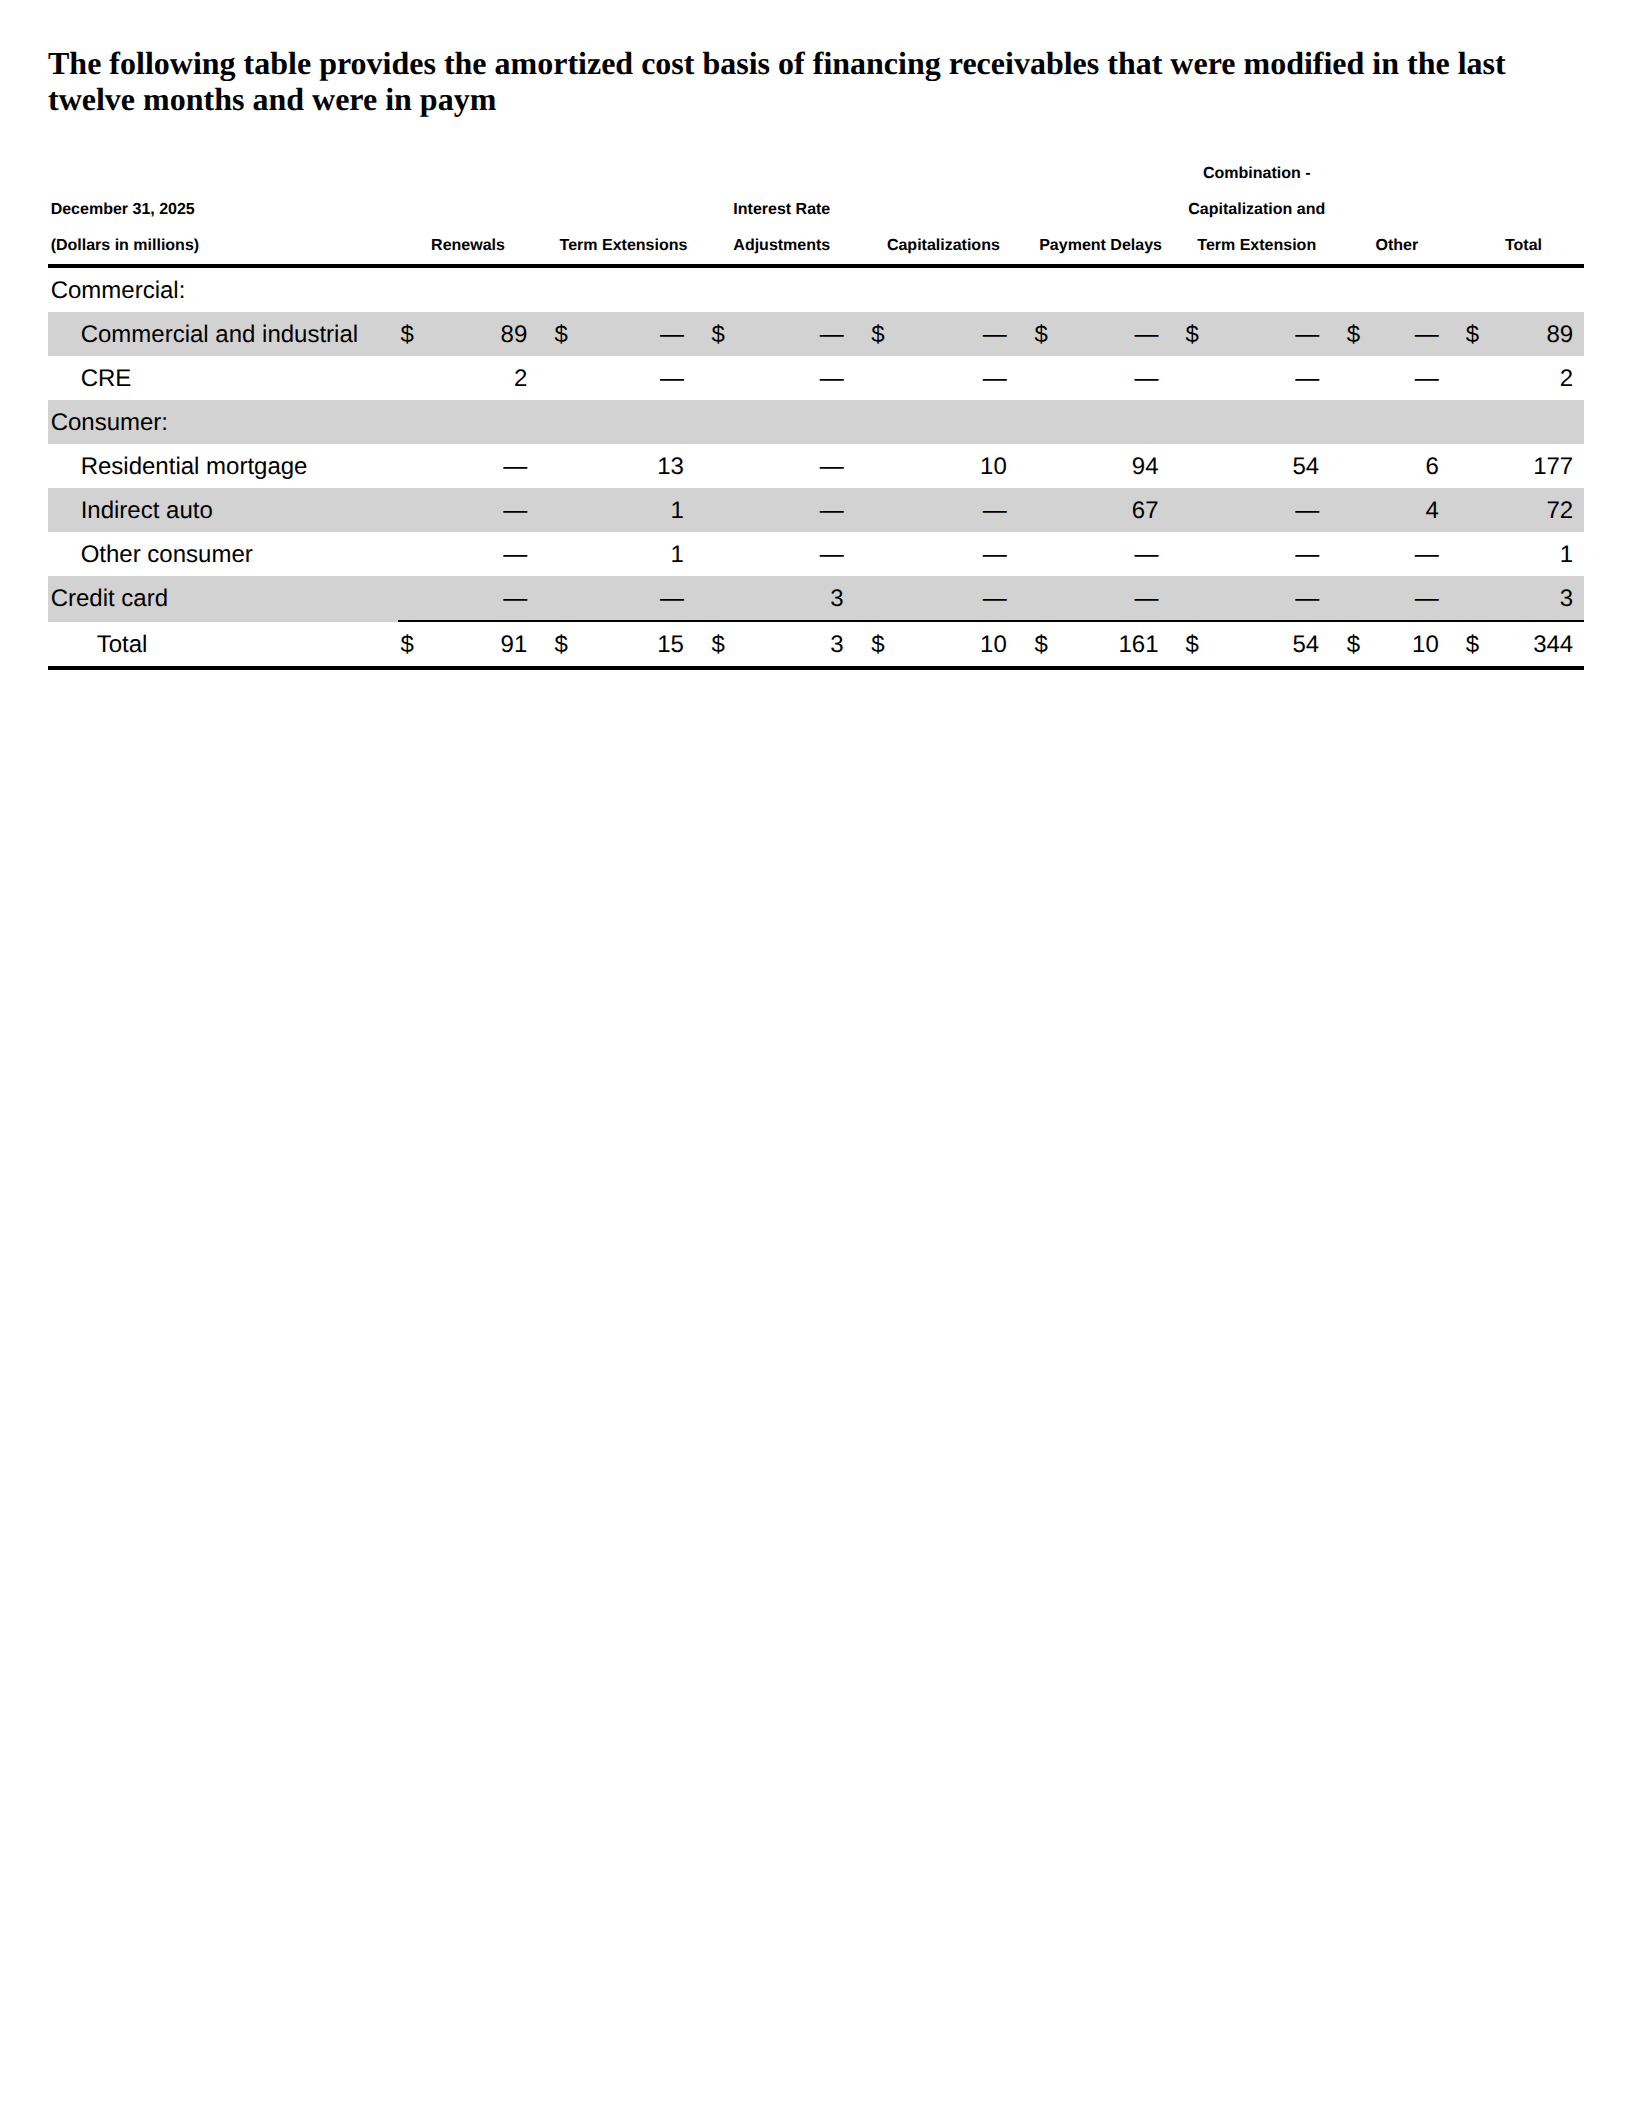 The following table provides the amortized cost basis of financing receivables that were modified in the last
twelve months and were in paym
Combination -
December 31, 2025 Interest Rate Capitalization and
(Dollars in millions) Renewals Term Extensions Adjustments Capitalizations Payment Delays Term Extension Other Total
Commercial:
Commercial and industrial $ 89 $ — $ — $ — $ — $ — $ — $ 89
CRE 2 — — — — — — 2
Consumer:
Residential mortgage — 13 — 10 94 54 6 177
Indirect auto — 1 — — 67 — 4 72
Other consumer — 1 — — — — — 1
Credit card — — 3 — — — — 3
Total $ 91 $ 15 $ 3 $ 10 $ 161 $ 54 $ 10 $ 344